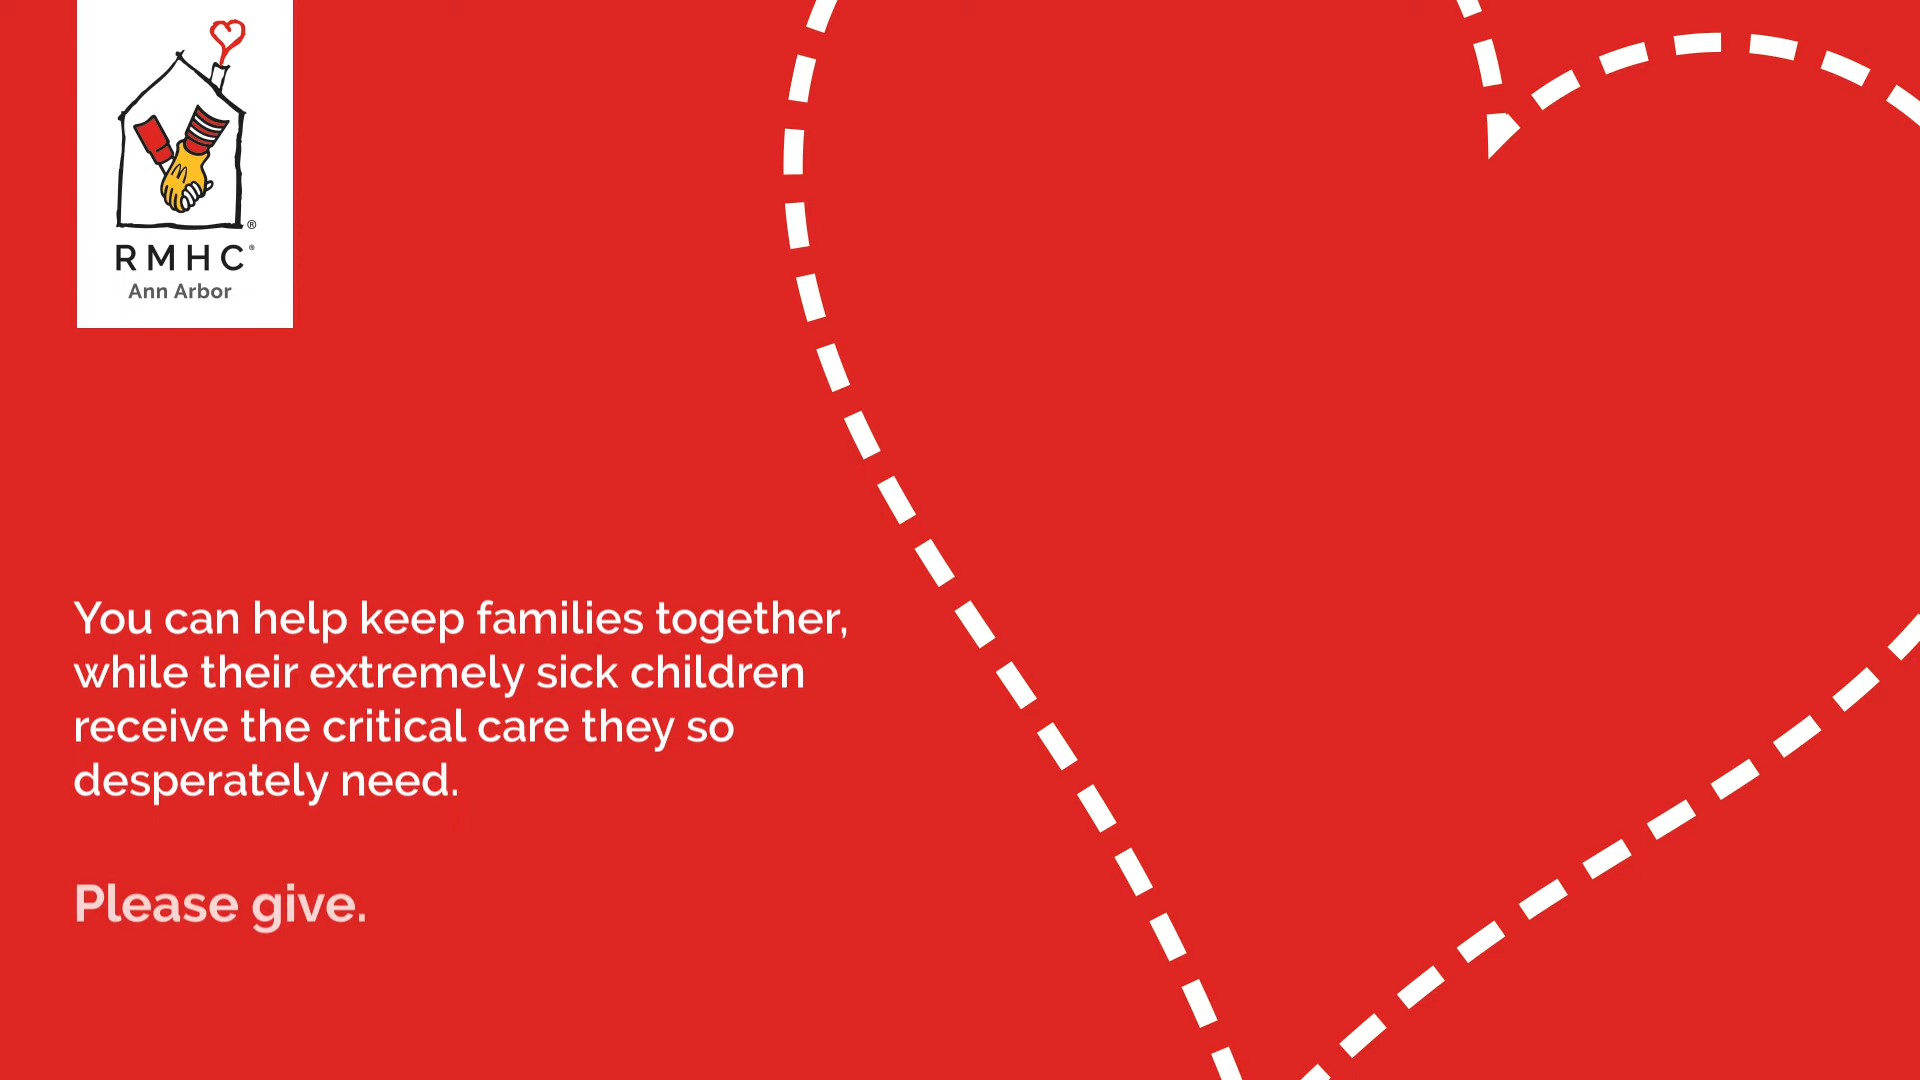 RMHC®
Ann Arbor
You can help keep families together,
while their extremely sick children
receive the critical care they so
desperately need.
Please give.